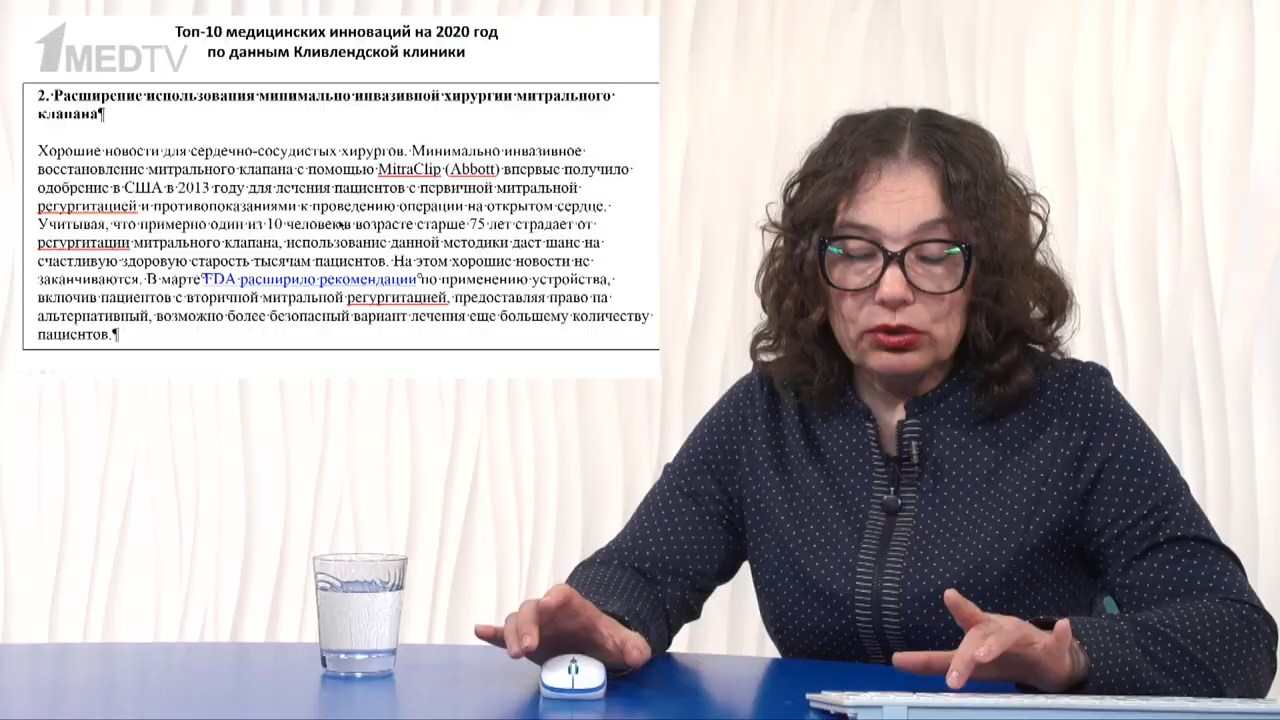 1MEDTV
Топ-10 медицинских инноваций на 2020 год
по данным Кливлендской клиники
2. Расширение использования минимально инвазивной хирургии митрального
клапана¶
Хорошие новости для сердечно-сосудистых хирургов. Минимально инвазивное
восстановление митрального клапана с помощью MitraClip (Abbott) впервые получило
одобрение в США в 2013 году для лечения пациентов с первичной митральной
регургитацией и противопоказаниями к проведению операции на открытом сердце.
Учитывая, что примерно один из 10 человек в возрасте старше 75 лет страдает от
регургитации митрального клапана, использование данной методики даст шанс на
счастливую здоровую старость тысячам пациентов. На этом хорошие новости не
заканчиваются. В марте FDA расширило рекомендации по применению устройства,
включив пациентов с вторичной митральной регургитацией, предоставляя право на
альтернативный, возможно более безопасный вариант лечения еще большему количеству
пациентов.¶